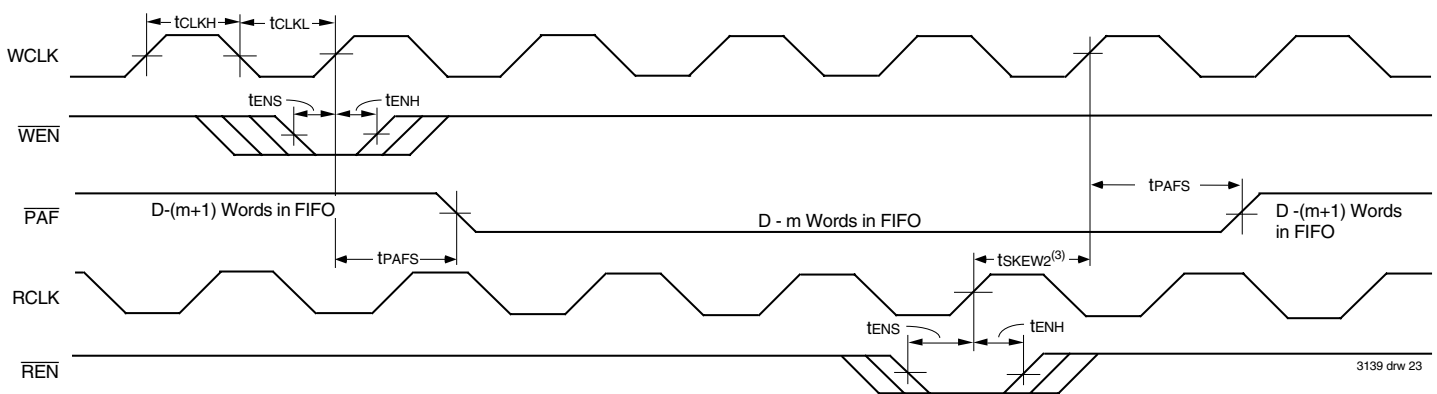 tCLKH
tCLKL
WCLK
tENS
tENH
WEN
tPAFS
PAF
D-(m+1) Words in FIFO
D - m Words in FIFO
D -(m+1) Words
in FIFO
tPAFS
tSKEW2(3)
RCLK
tENS
tENH
REN
3139 drw 23